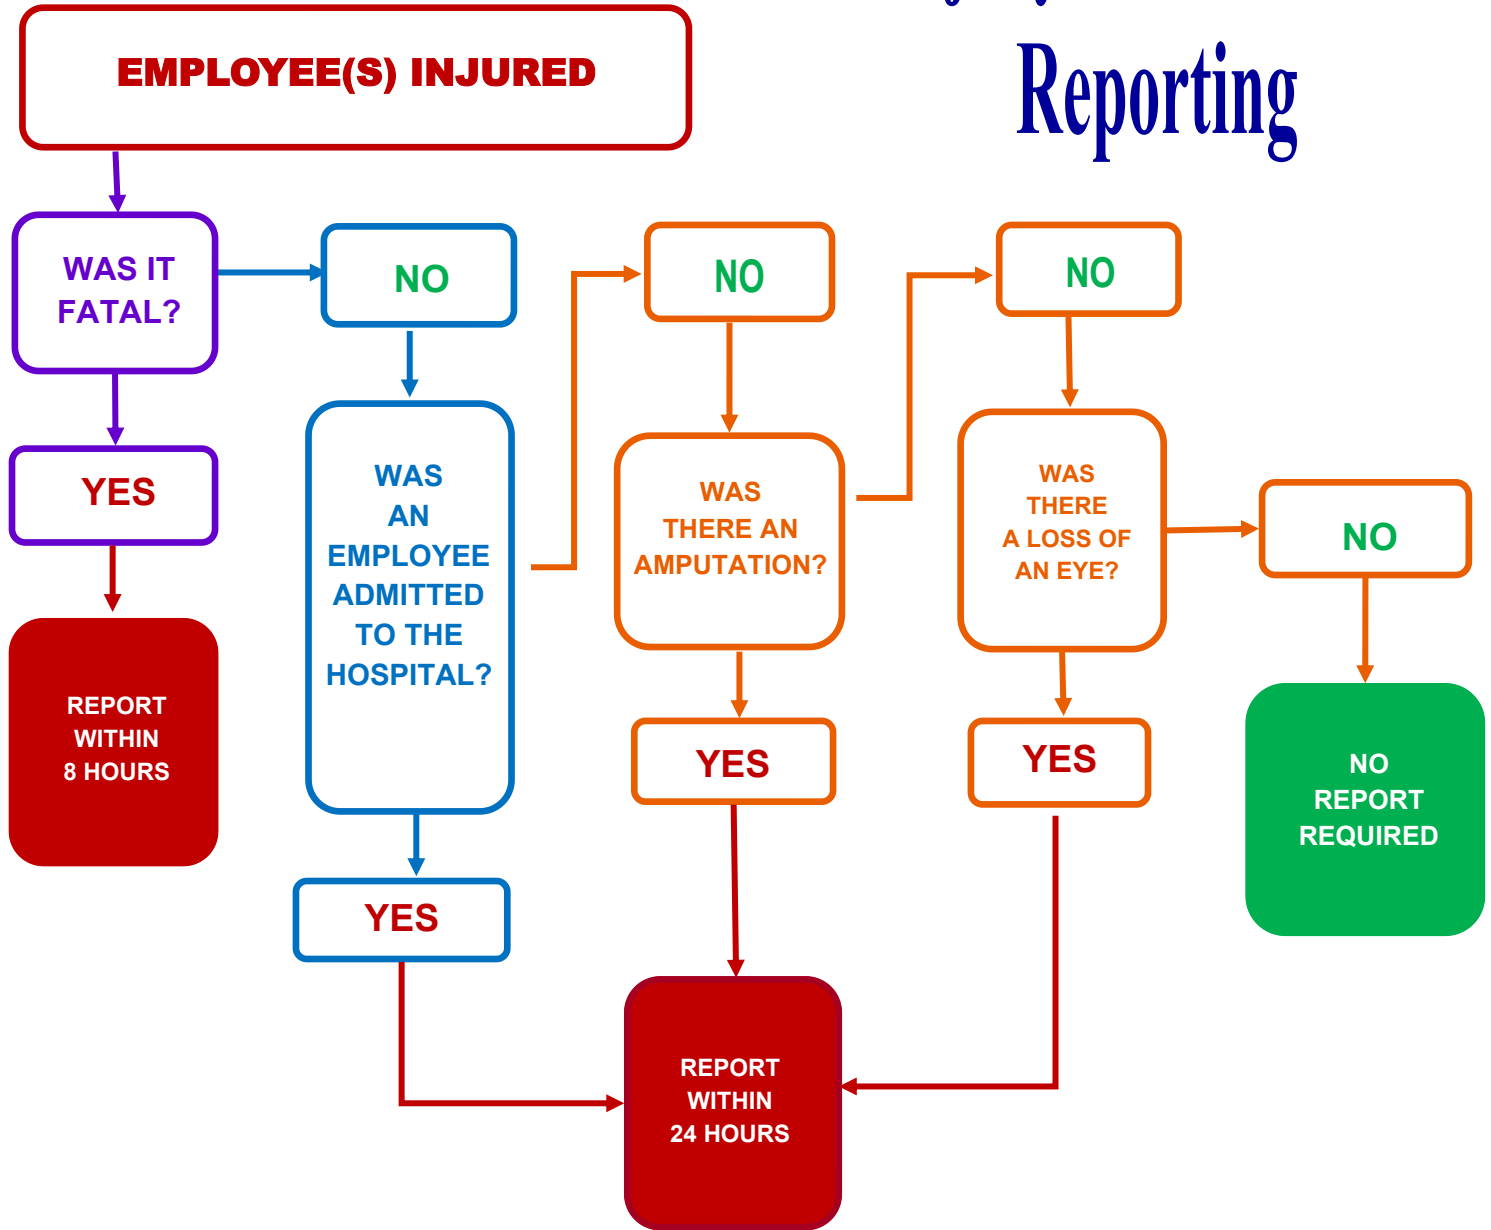 Reporting
EMPLOYEE(S) INJURED
WAS IT
FATAL?
NO
NO
NO
YES
WAS
AN
EMPLOYEE
ADMITTED
TO THE
HOSPITAL?
WAS
THERE AN
AMPUTATION?
WAS
THERE
A LOSS OF
AN EYE?
NO
REPORT
WITHIN
8 HOURS
YES
YES
YES
NO
REPORT
REQUIRED
REPORT
WITHIN
24 HOURS